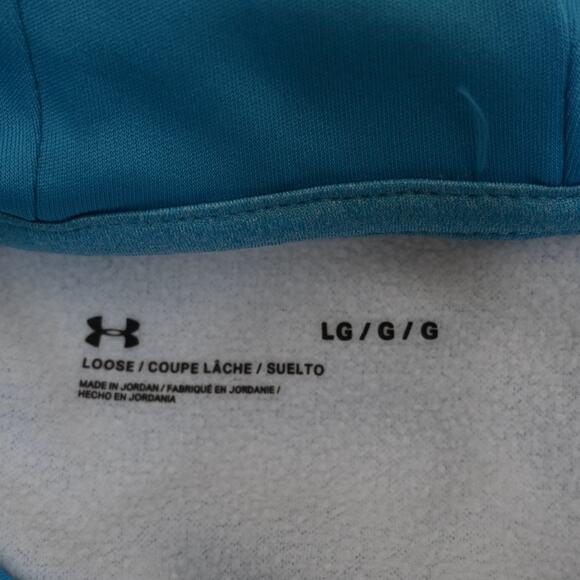 LG / G / G
LOOSE / COUPE LÂCHE / SUELTO
MADE IN JORDAN / FABRIQUÉ EN JORDANIE /
HECHO EN JORDANIA